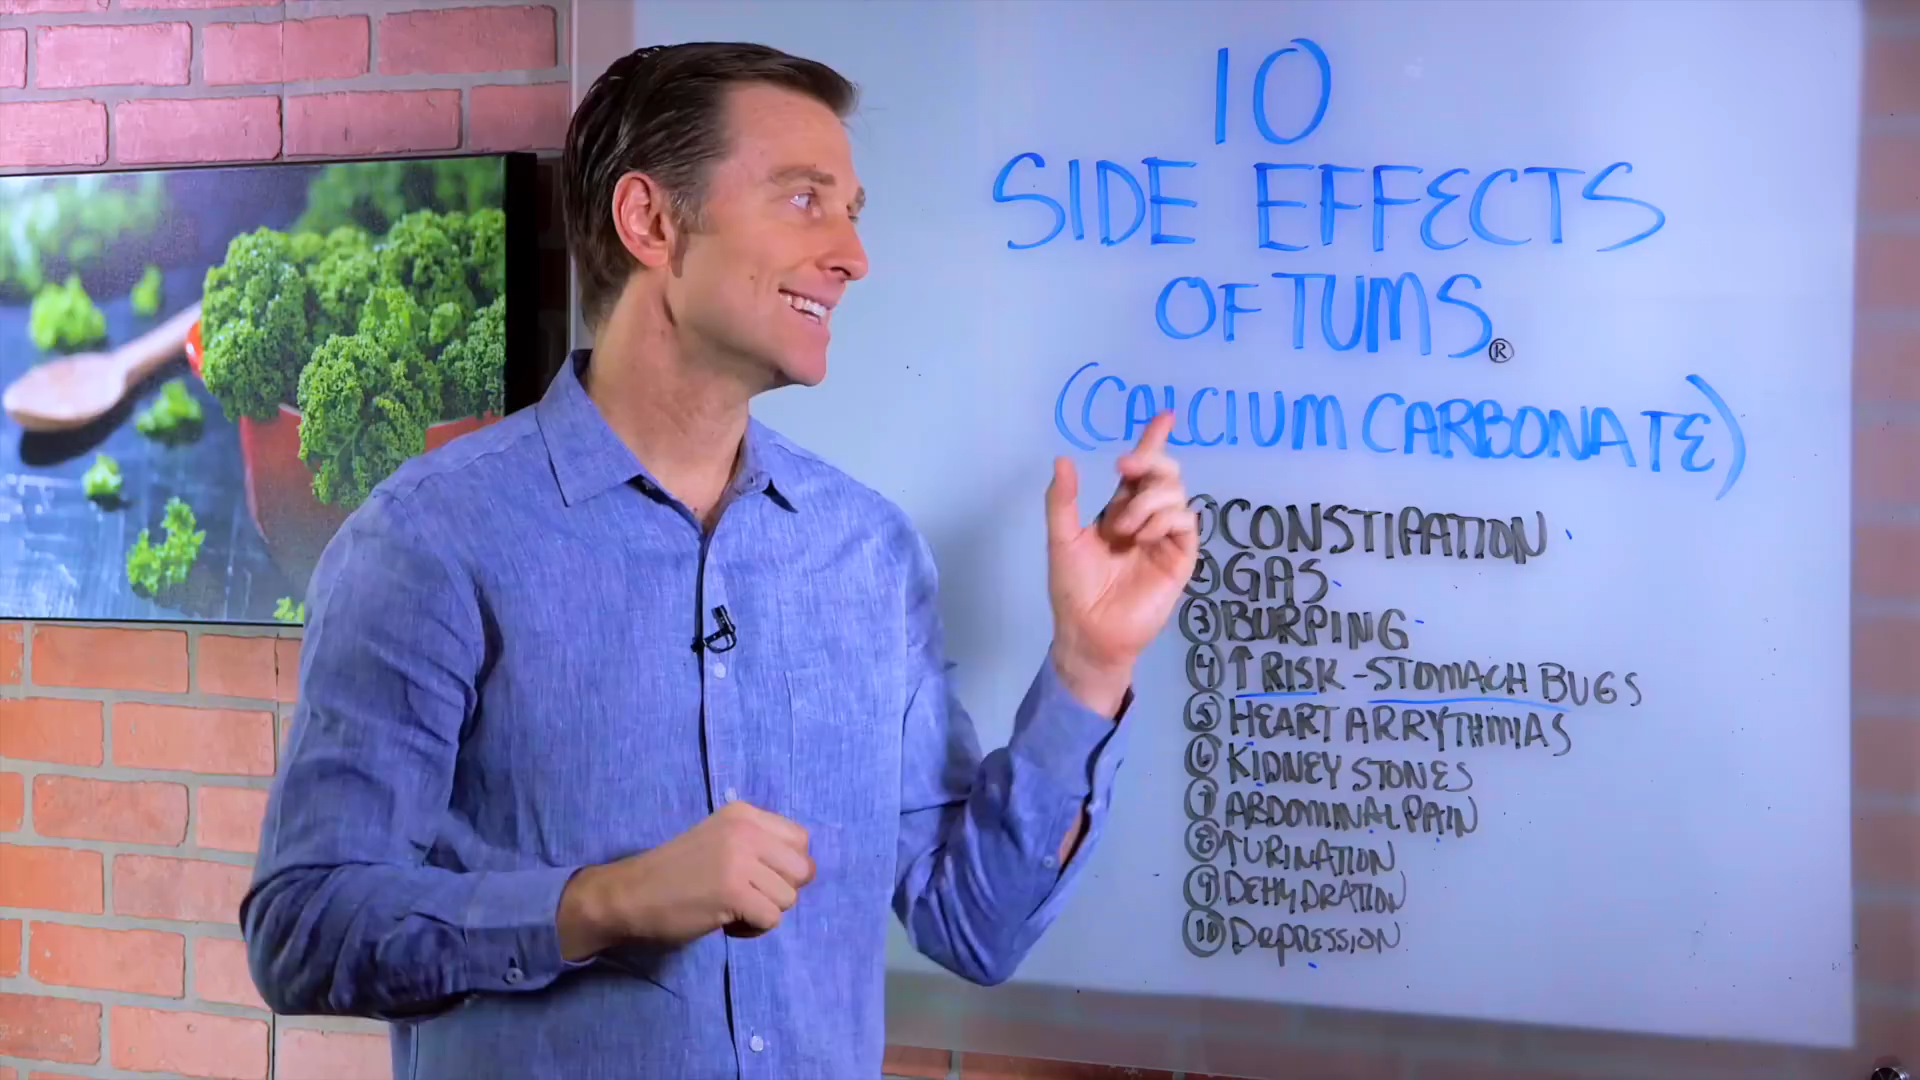 10
SIDE EFFECTS
OF TUMS®
(CALCIUM CARBONATE)
① CONSTIPATION
② GAS
③ BURPING
④ ↑ RISK - STOMACH BUGS
⑤ HEART ARRYTHMIAS
⑥ KIDNEY STONES
⑦ ABDOMINAL PAIN
⑧ ↑ URINATION
⑨ DEHYDRATION
⑩ DEPRESSION